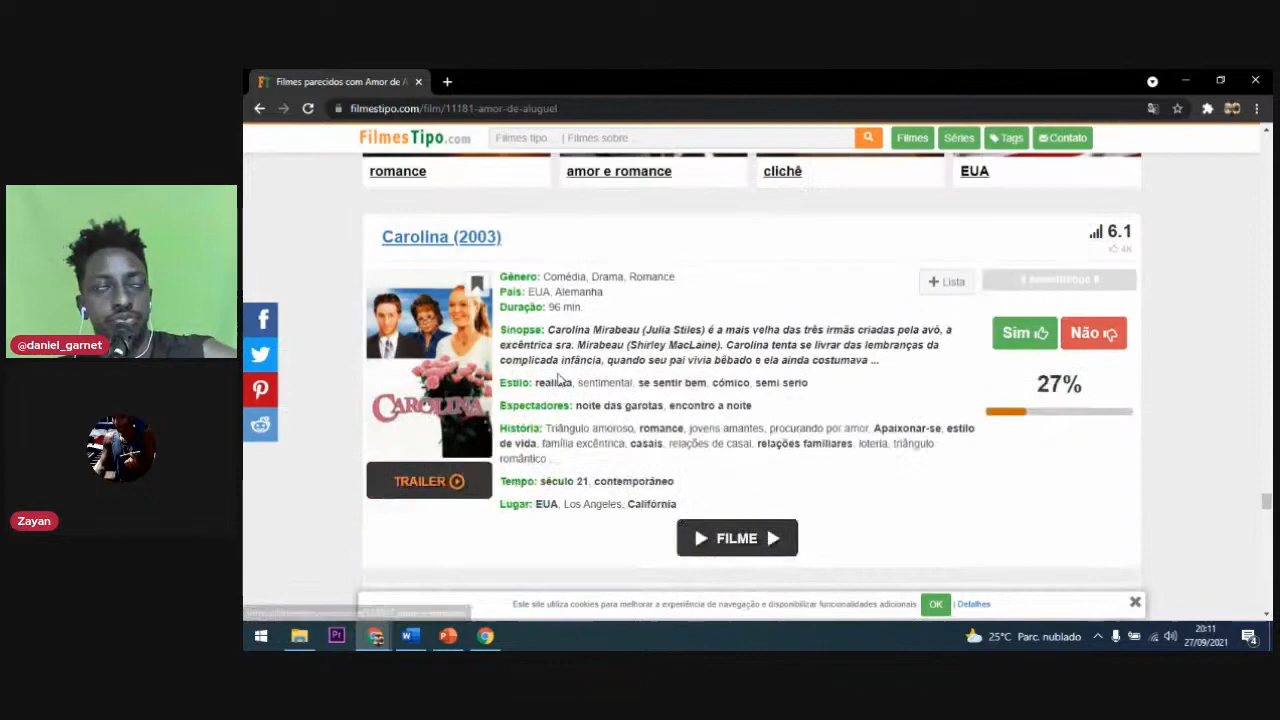 Filmes parecidos com Amor de A
filmestipo.com/film/11181-amor-de-aluguel
FilmesTipo.com
Filmes tipo | Filmes sobre
Filmes
Séries
Tags
Contato
romance
amor e romance
clichê
EUA
Carolina (2003)
6.1
4K
Gênero: Comédia, Drama, Romance
País: EUA, Alemanha
Duração: 96 min.
+ Lista
Sinopse: Carolina Mirabeau (Julia Stiles) é a mais velha das três irmãs criadas pela avó, a
excêntrica sra. Mirabeau (Shirley MacLaine). Carolina tenta se livrar das lembranças da
complicada infância, quando seu pai vivia bêbado e ela ainda costumava ...
Sim
Não
27%
Estilo: realista, sentimental, se sentir bem, cómico, semi serio
Espectadores: noite das garotas, encontro a noite
História: Triângulo amoroso, romance, jovens amantes, procurando por amor, Apaixonar-se, estilo
de vida, família excêntrica, casais, relações de casal, relações familiares, loteria, triângulo
romântico ...
Tempo: século 21, contemporáneo
Lugar: EUA, Los Angeles, Califórnia
CAROLINA
TRAILER
FILME
Este site utiliza cookies para melhorar a experiência de navegação e disponibilizar funcionalidades adicionais
OK
| Detalhes
@daniel_garnet
Zayan
Pr
25°C Parc. nublado
20:11
27/09/2021
4